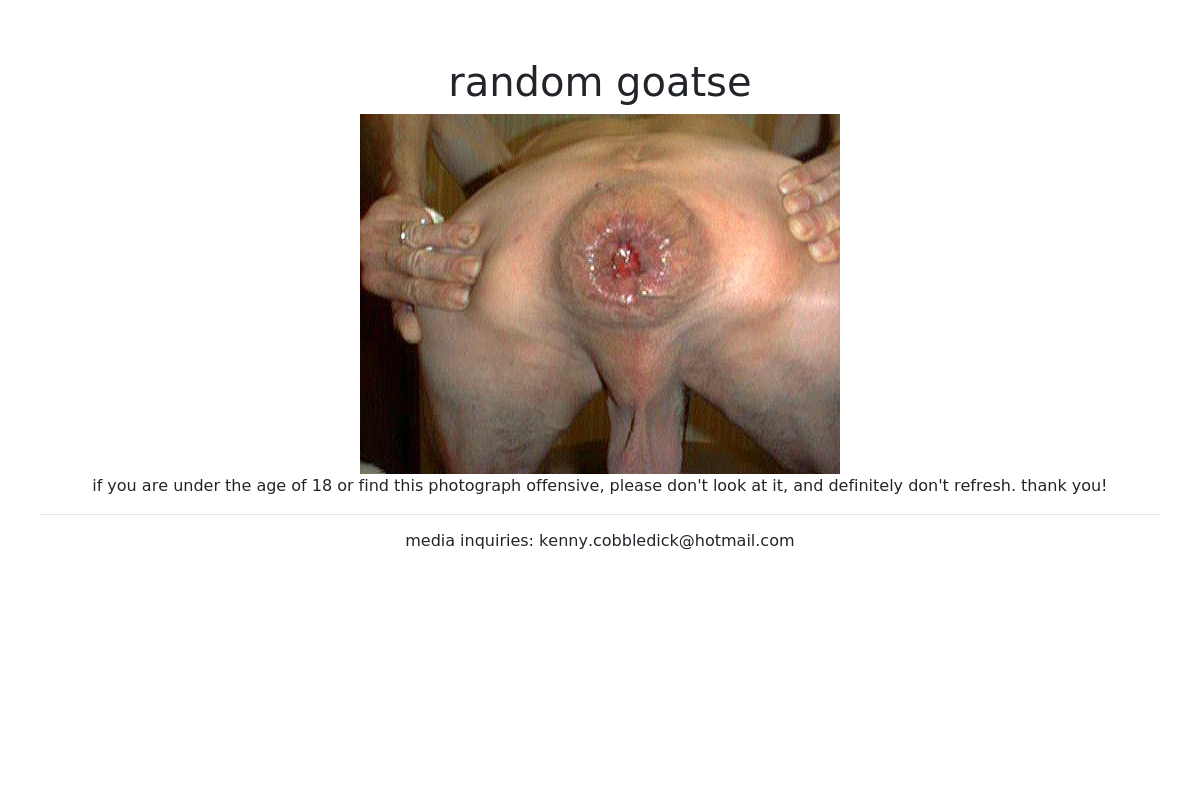 random goatse
if you are under the age of 18 or find this photograph offensive, please don't look at it, and definitely don't refresh. thank you!
media inquiries: kenny.cobbledick@hotmail.com